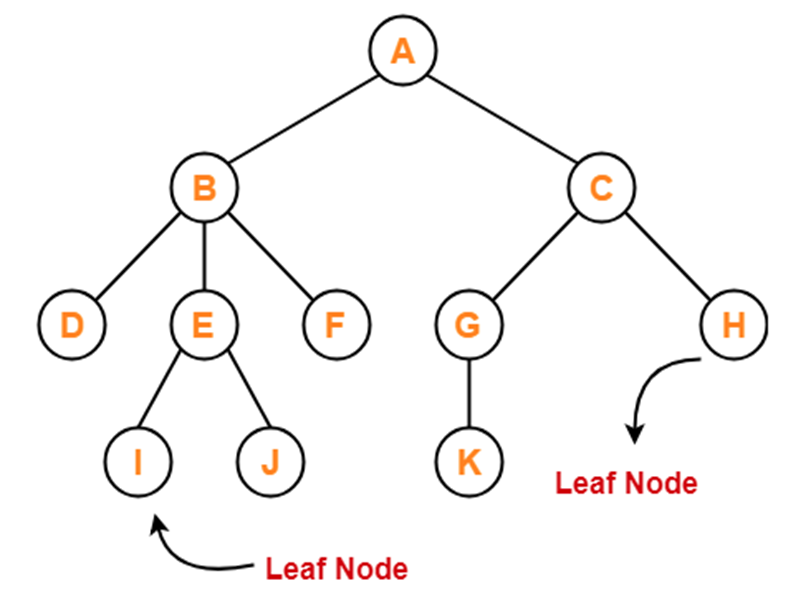 A
B C
D E F G H
I J K
Leaf Node
Leaf Node